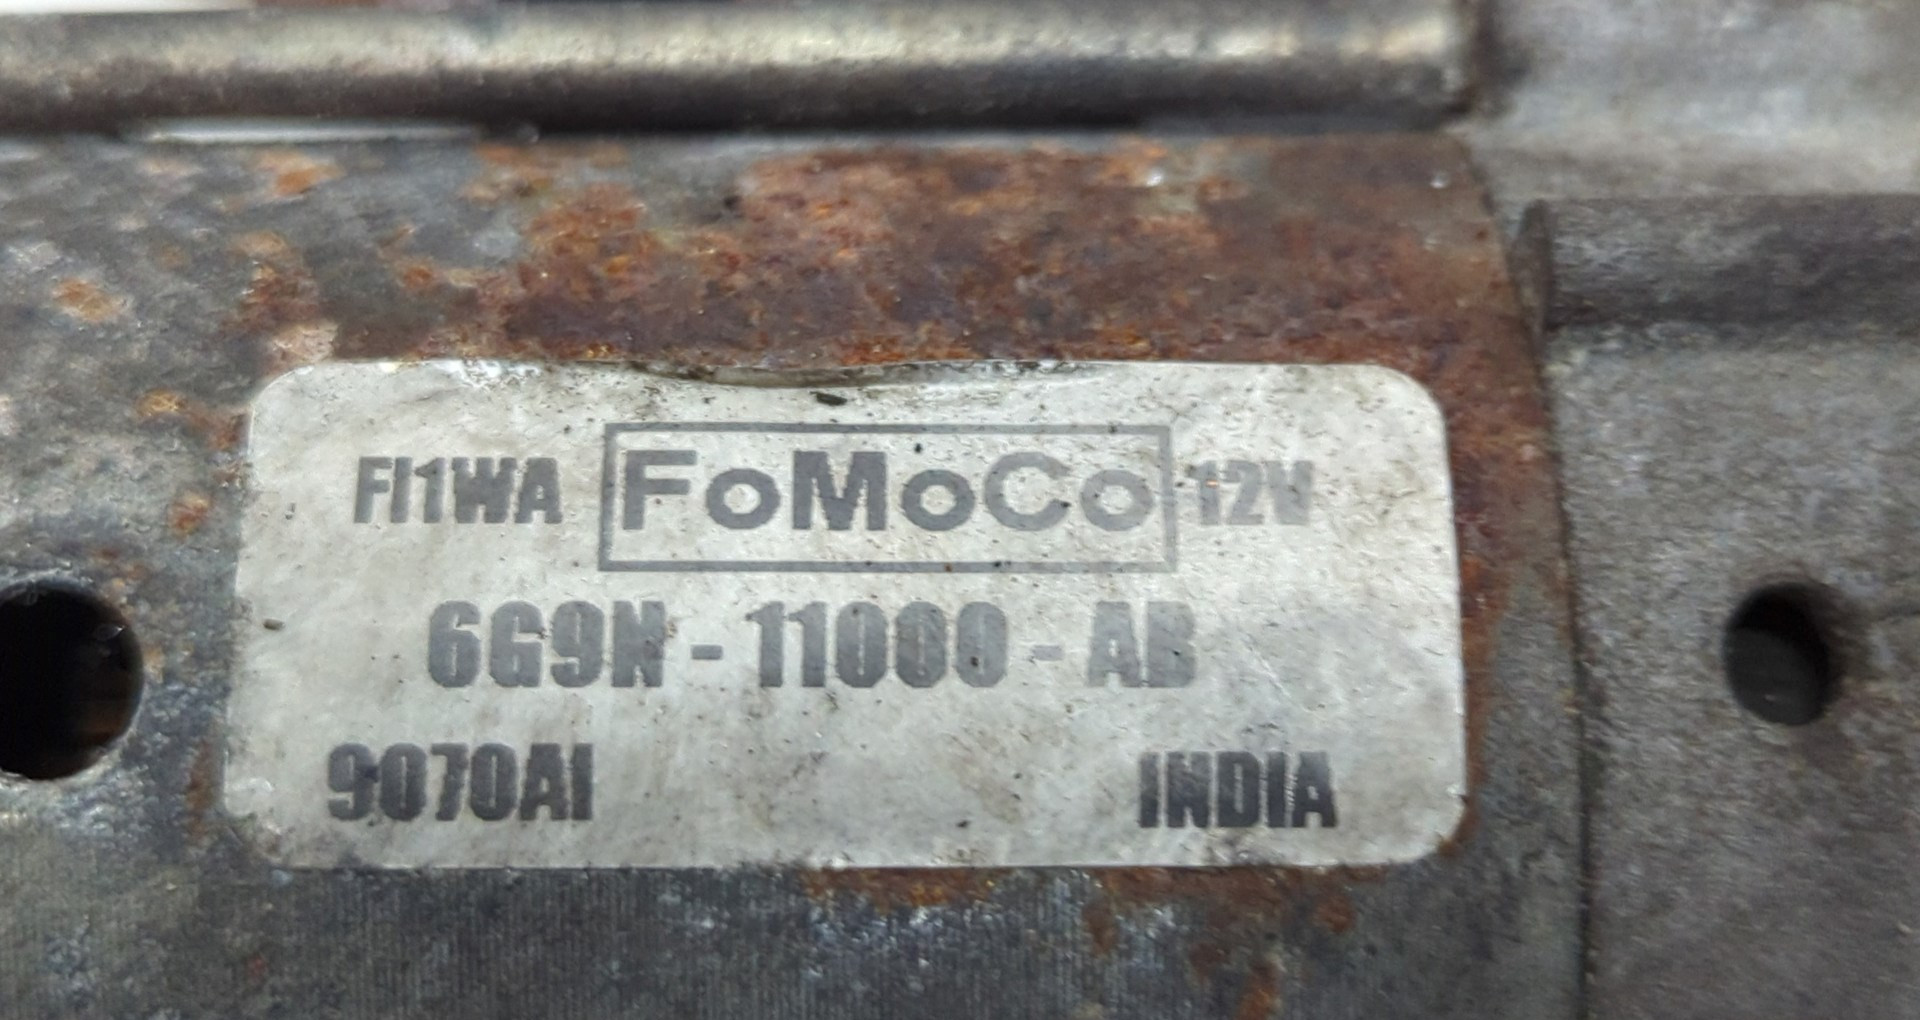 FI1WA FoMoCo 12V
6G9N - 11000 - AB
9070AI INDIA